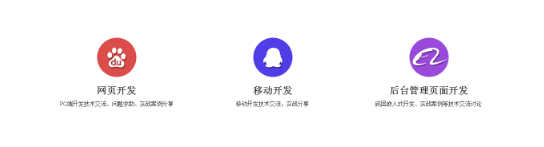 du
网页开发
PC端开发技术交流、问题求助、实战案例分享
移动开发
移动开发技术交流,实战分享
后台管理页面开发
前端嵌入式开发、实战案例等技术交流讨论